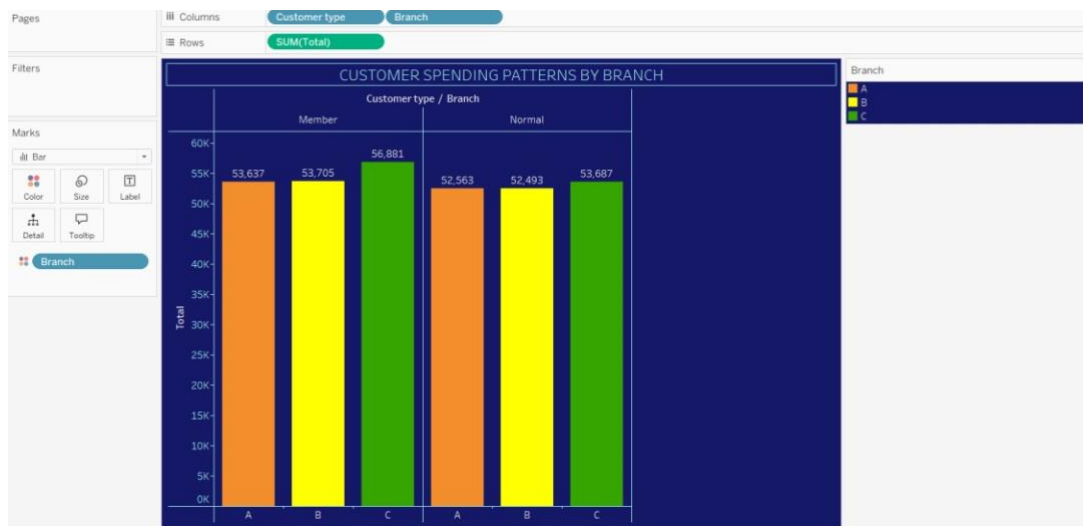 Pages
Columns Customer type Branch
Rows SUM(Total)
Filters
Marks
Bar
Color Size Label
Detail Tooltip
Branch
CUSTOMER SPENDING PATTERNS BY BRANCH
Customer type / Branch
Member Normal
Total
60K
55K
50K
45K
40K
35K
30K
25K
20K
15K
10K
5K
0K
53,637 53,705 56,881 52,563 52,493 53,687
A B C A B C
Branch
A
B
C